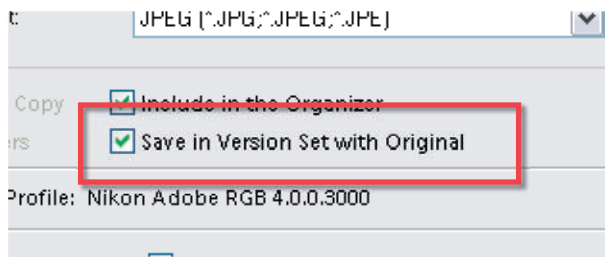 t: JPEG (*.JPG;*.JPEG;*.JPE)
Copy Include in the Organizer
ers Save in Version Set with Original
Profile: Nikon Adobe RGB 4.0.0.3000